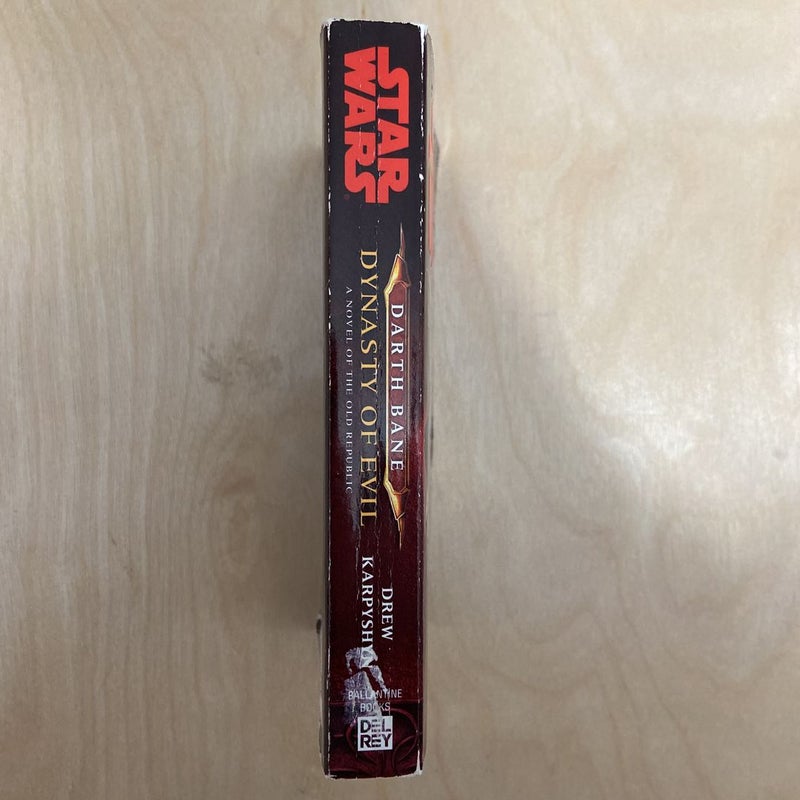 STAR
WARS
DARTH BANE
DYNASTY OF EVIL
A NOVEL OF THE OLD REPUBLIC
DREW
KARPYSHYN
BALLANTINE
BOOKS
DEL
REY